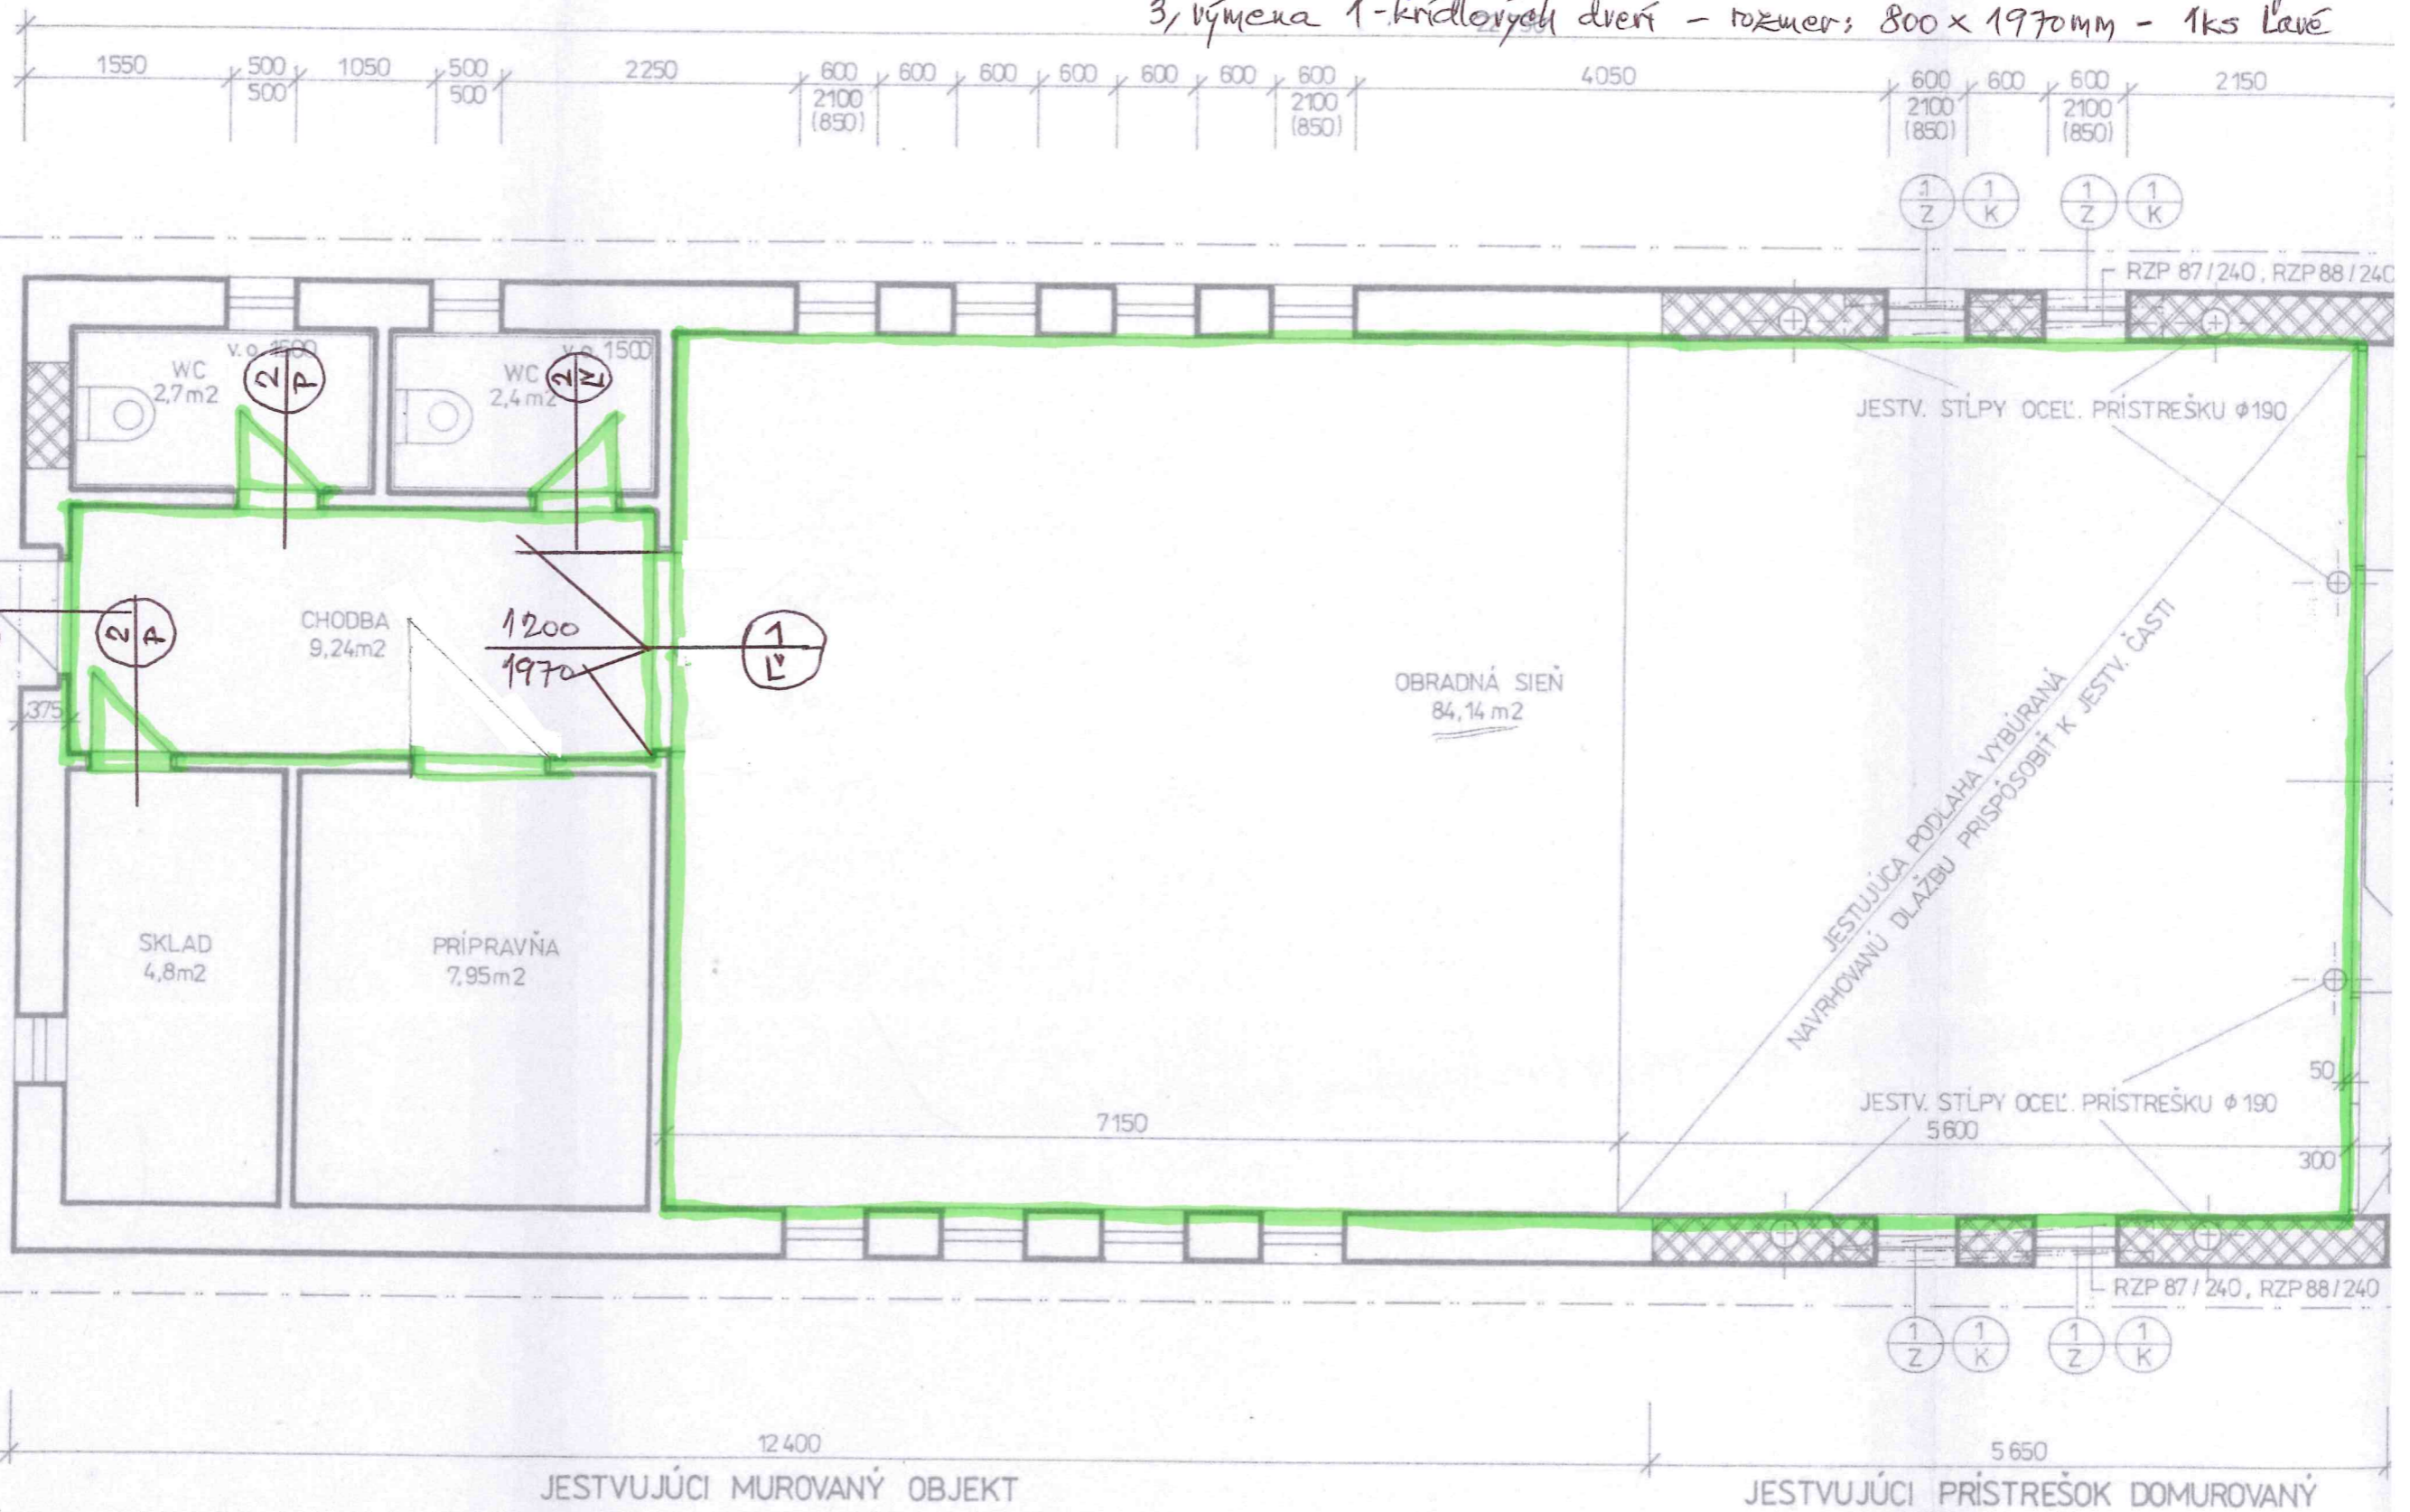 3, výmena 1-krídlových dverí - rozmer: 800 x 1970mm - 1ks Ľavé
1550 500 1050 500 2250 600 600 600 600 600 600 600 4050 600 600 600 2150
500 500 2100 2100 2100 2100
(850) (850) (850) (850)
1 1 1 1
Z K Z K
RZP 87/240, RZP 88/240
v.o. 1500 v.o. 1500
WC WC
2,7m2 2,4m2
2 P
2 Ľ
JESTV. STĹPY OCEĽ. PRÍSTREŠKU ϕ190
2 P
CHODBA
9,24m2
1200
1970
1
Ľ
OBRADNÁ SIEŇ
84,14 m2
375
JESTUJÚCA PODLAHA VYBÚRANÁ
NAVRHOVANÚ DLAŽBU PRISPÔSOBIŤ K JESTV. ČASTI
SKLAD
4,8m2
PRÍPRAVŇA
7,95m2
50
JESTV. STĹPY OCEĽ. PRÍSTREŠKU ϕ190
7150 5600
300
RZP 87/240, RZP 88/240
1 1 1 1
Z K Z K
12400 5650
JESTVUJÚCI MUROVANÝ OBJEKT
JESTVUJÚCI PRÍSTREŠOK DOMUROVANÝ